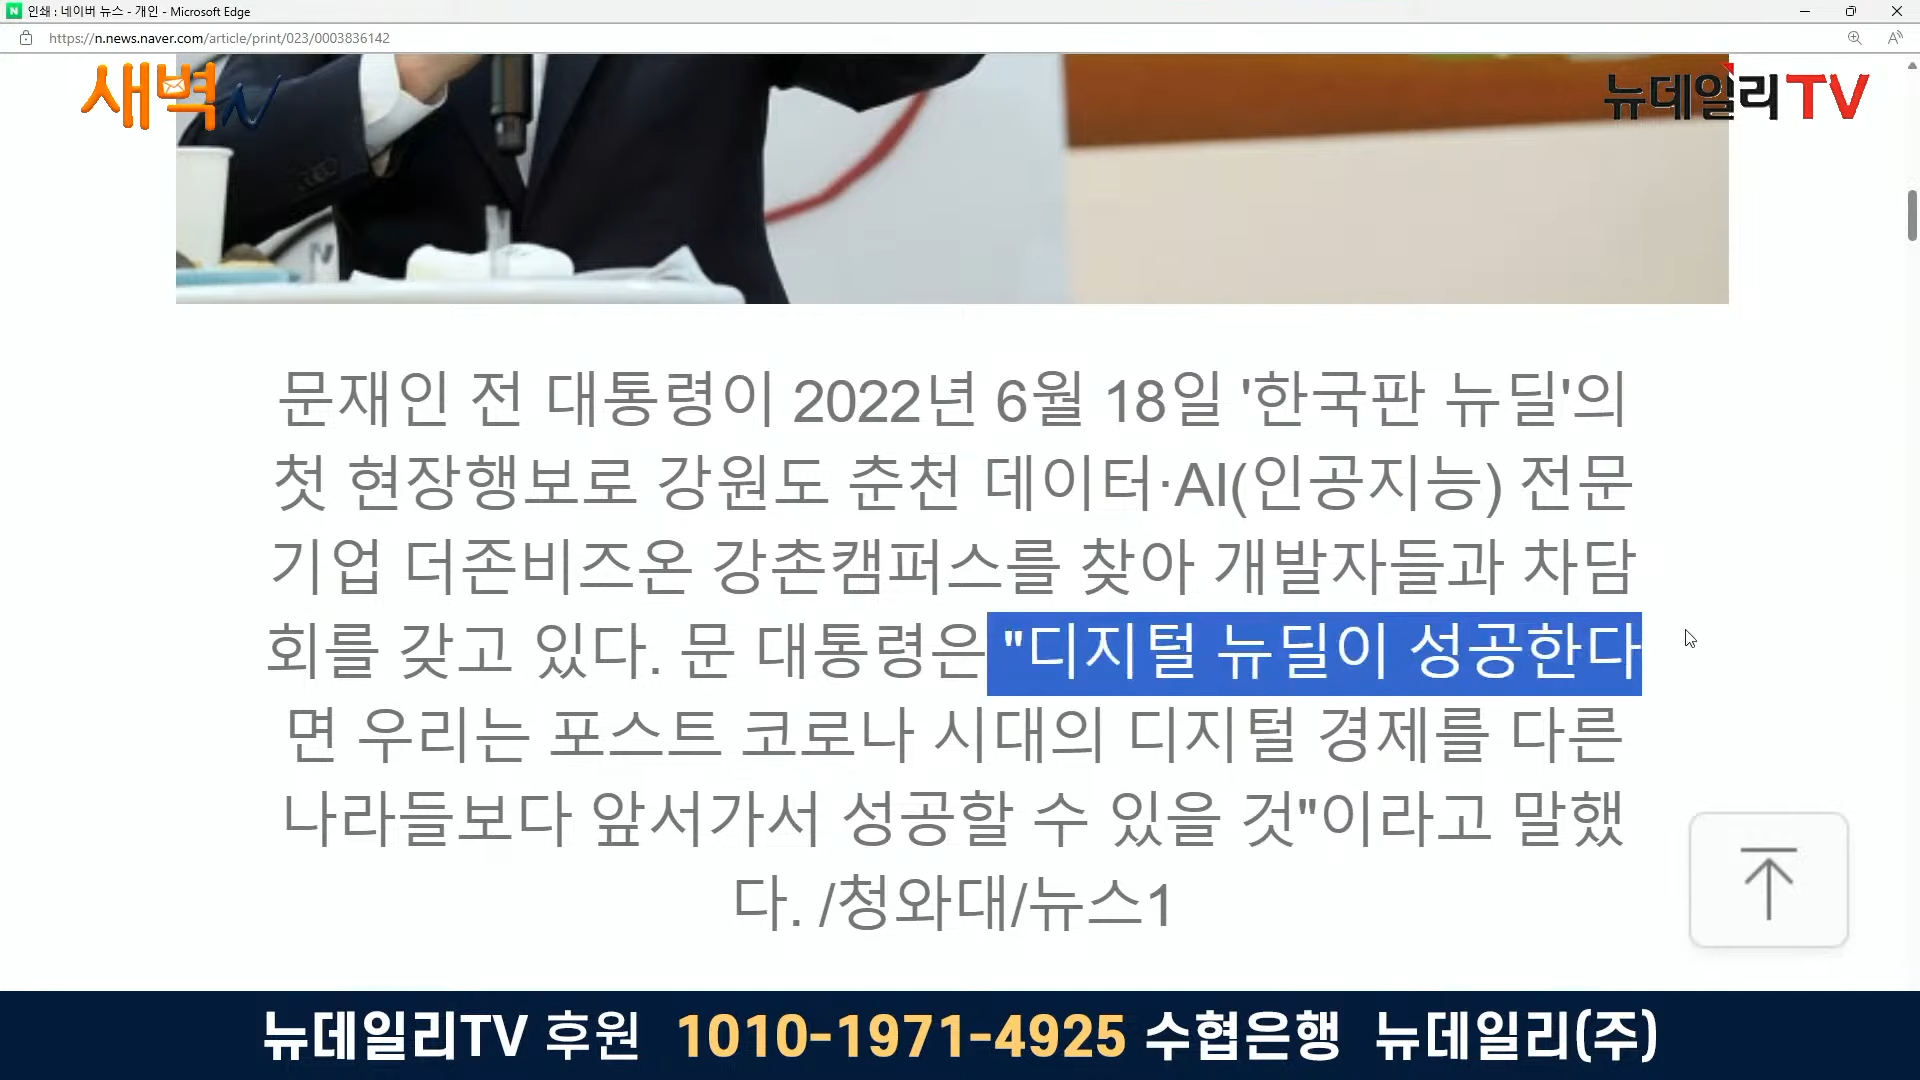 인쇄 : 네이버 뉴스 - 개인 - Microsoft Edge
https://n.news.naver.com/article/print/023/0003836142
새벽N
뉴데일리TV
문재인 전 대통령이 2022년 6월 18일 '한국판 뉴딜'의
첫 현장행보로 강원도 춘천 데이터·AI(인공지능) 전문
기업 더존비즈온 강촌캠퍼스를 찾아 개발자들과 차담
회를 갖고 있다. 문 대통령은 "디지털 뉴딜이 성공한다
면 우리는 포스트 코로나 시대의 디지털 경제를 다른
나라들보다 앞서가서 성공할 수 있을 것"이라고 말했
다. /청와대/뉴스1
뉴데일리TV 후원 1010-1971-4925 수협은행 뉴데일리(주)